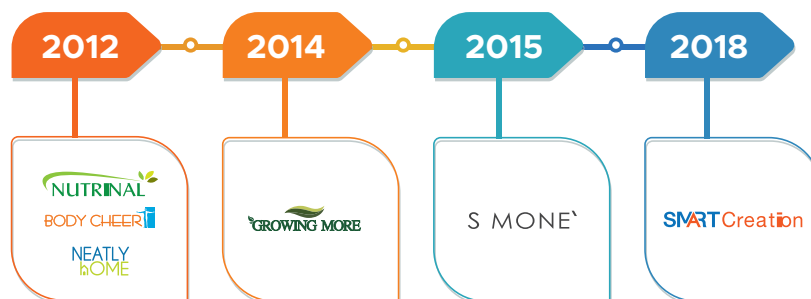 2012
2014
2015
2018
NUTRINAL
BODY CHEER
NEATLY
hOME
GROWING MORE
S MONE`
SMART Creation